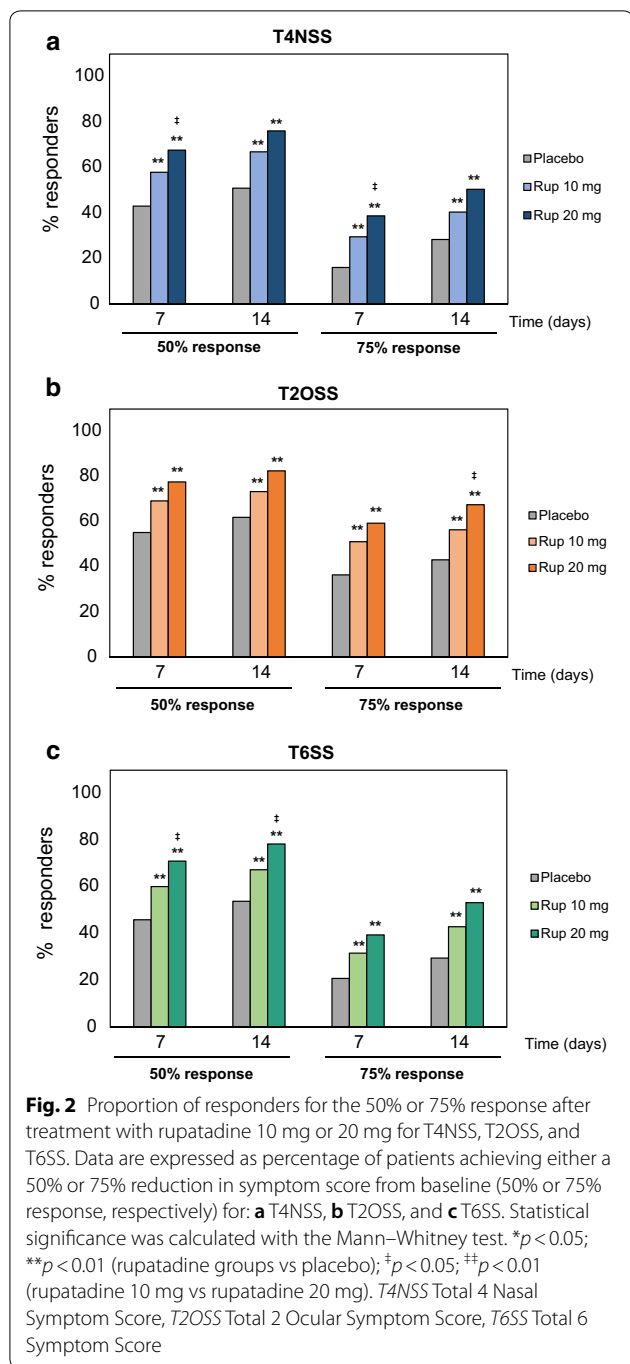 a
T4NSS
% responders
100
80
60
40
20
0
** ** ‡ ** ** ** ** ‡ ** **
Placebo
Rup 10 mg
Rup 20 mg
7 14 7 14 Time (days)
50% response 75% response
b
T2OSS
% responders
100
80
60
40
20
0
** ** ** ** ** ** ** ** ‡
Placebo
Rup 10 mg
Rup 20 mg
7 14 7 14 Time (days)
50% response 75% response
c
T6SS
% responders
100
80
60
40
20
0
** ** ‡ ** ** ‡ ** ** ** **
Placebo
Rup 10 mg
Rup 20 mg
7 14 7 14 Time (days)
50% response 75% response
Fig. 2 Proportion of responders for the 50% or 75% response after
treatment with rupatadine 10 mg or 20 mg for T4NSS, T2OSS, and
T6SS. Data are expressed as percentage of patients achieving either a
50% or 75% reduction in symptom score from baseline (50% or 75%
response, respectively) for: a T4NSS, b T2OSS, and c T6SS. Statistical
significance was calculated with the Mann–Whitney test. *p < 0.05;
**p < 0.01 (rupatadine groups vs placebo); ‡p < 0.05; ‡‡p < 0.01
(rupatadine 10 mg vs rupatadine 20 mg). T4NSS Total 4 Nasal
Symptom Score, T2OSS Total 2 Ocular Symptom Score, T6SS Total 6
Symptom Score